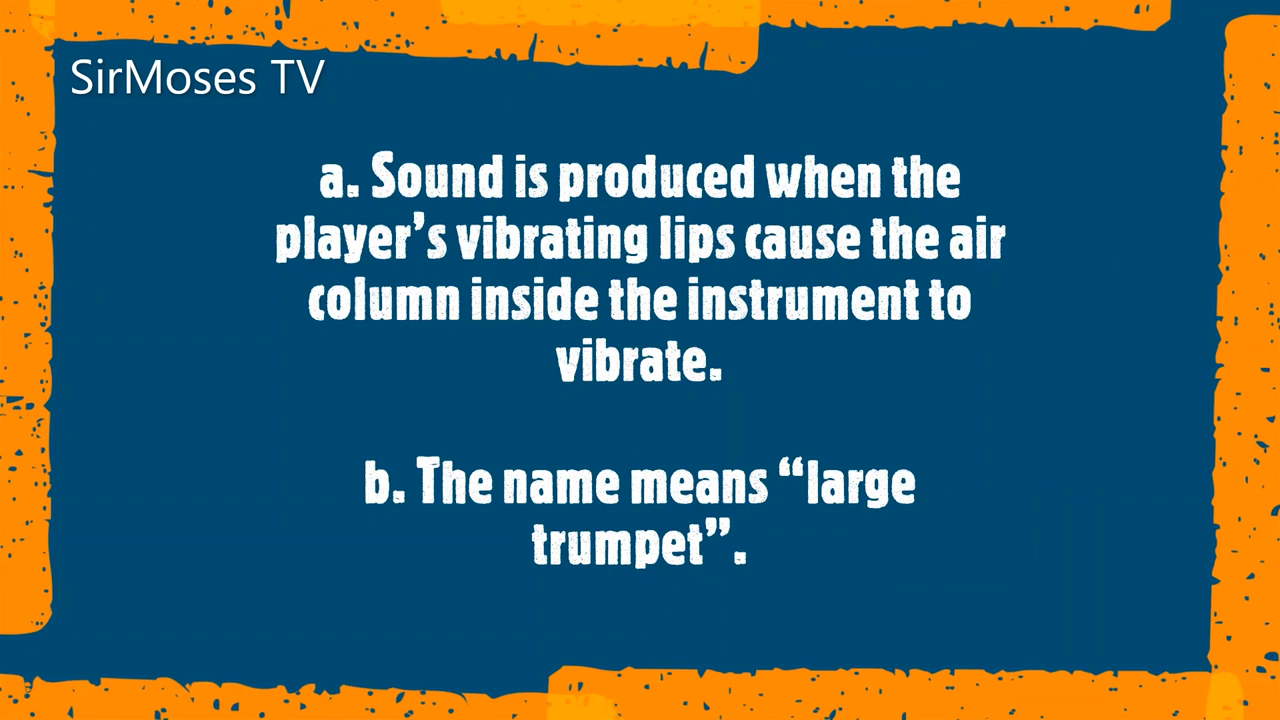 SirMoses TV
a. Sound is produced when the
player’s vibrating lips cause the air
column inside the instrument to
vibrate.
b. The name means “large
trumpet”.